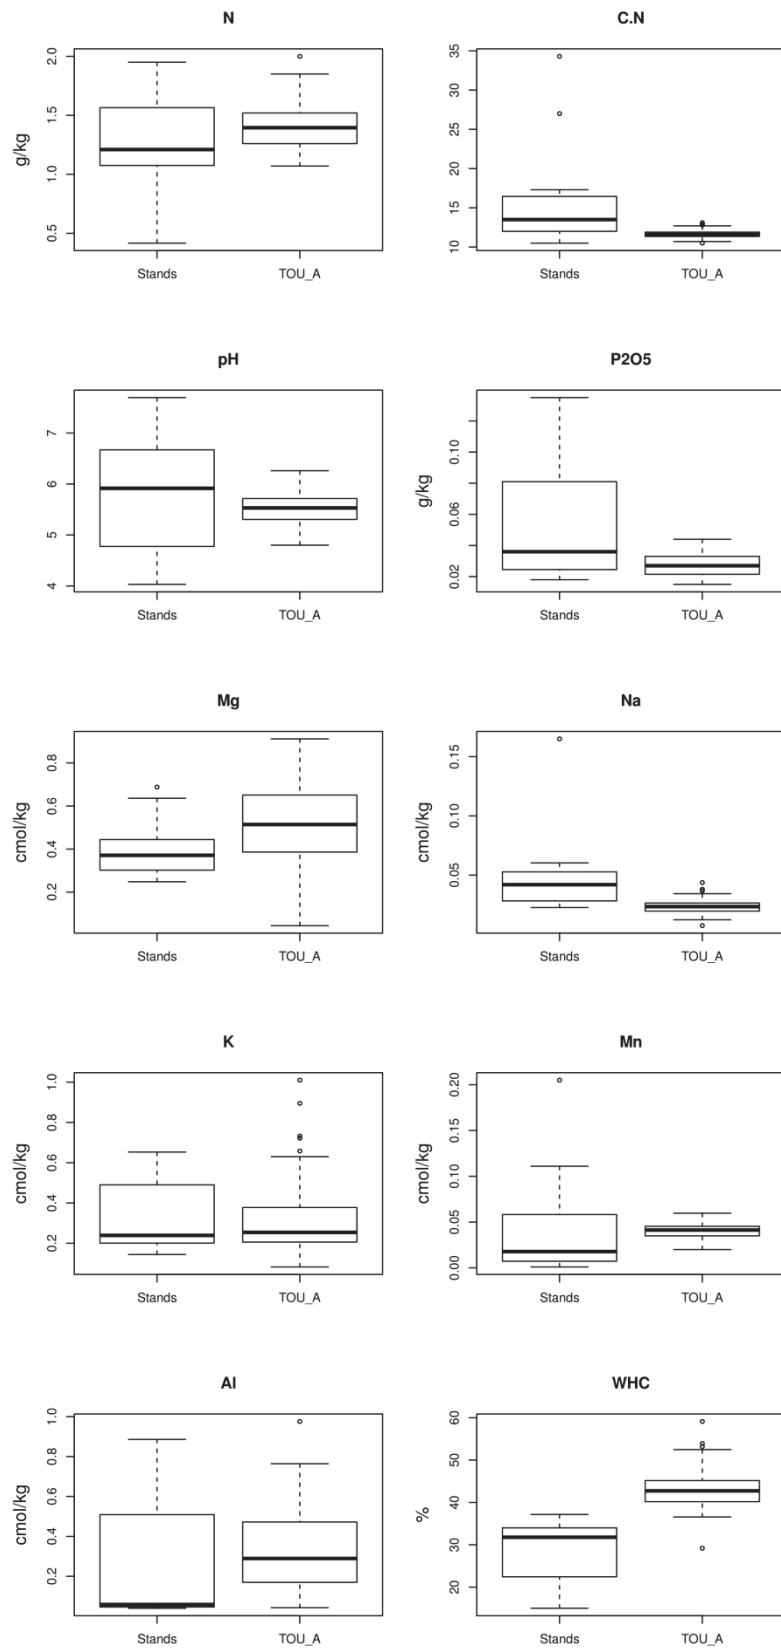 N
C.N
g/kg
2.0
1.5
1.0
0.5
35
30
25
20
15
10
Stands
TOU_A
Stands
TOU_A
pH
P2O5
7
6
5
4
g/kg
0.10
0.06
0.02
Stands
TOU_A
Stands
TOU_A
Mg
Na
cmol/kg
0.8
0.6
0.4
0.2
cmol/kg
0.15
0.10
0.05
Stands
TOU_A
Stands
TOU_A
K
Mn
cmol/kg
1.0
0.8
0.6
0.4
0.2
cmol/kg
0.20
0.15
0.10
0.05
0.00
Stands
TOU_A
Stands
TOU_A
Al
WHC
cmol/kg
1.0
0.8
0.6
0.4
0.2
%
60
50
40
30
20
Stands
TOU_A
Stands
TOU_A